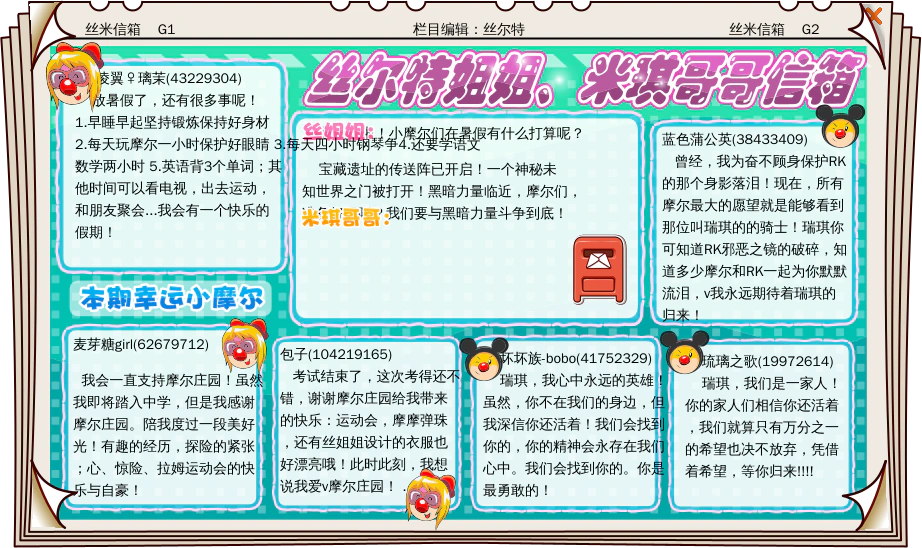 丝米信箱 G1
栏目编辑：丝尔特
丝米信箱 G2
丝尔特姐姐、米琪哥哥信箱
凌翼♀璃茉(43229304)
放暑假了，还有很多事呢！
1.早睡早起坚持锻炼保持好身材
2.每天玩摩尔一小时保护好眼睛 3.每天四小时钢琴争4.还要学语文
数学两小时 5.英语背3个单词；其
他时间可以看电视，出去运动，
和朋友聚会...我会有一个快乐的
假期！
丝姐姐：
！小摩尔们在暑假有什么打算呢？
宝藏遗址的传送阵已开启！一个神秘未
知世界之门被打开！黑暗力量临近，摩尔们，
米琪哥哥：
我们要与黑暗力量斗争到底！
蓝色蒲公英(38433409)
曾经，我为奋不顾身保护RK
的那个身影落泪！现在，所有
摩尔最大的愿望就是能够看到
那位叫瑞琪的的骑士！瑞琪你
可知道RK邪恶之镜的破碎，知
道多少摩尔和RK一起为你默默
流泪，v我永远期待着瑞琪的
归来！
本期幸运小摩尔
麦芽糖girl(62679712)
我会一直支持摩尔庄园！虽然
我即将踏入中学，但是我感谢
摩尔庄园。陪我度过一段美好
光！有趣的经历，探险的紧张
；心、惊险、拉姆运动会的快
乐与自豪！
包子(104219165)
考试结束了，这次考得还不
错，谢谢摩尔庄园给我带来
的快乐：运动会，摩摩弹珠
，还有丝姐姐设计的衣服也
好漂亮哦！此时此刻，我想
说我爱v摩尔庄园！
坏坏族-bobo(41752329)
瑞琪，我心中永远的英雄！
虽然，你不在我们的身边，但
我深信你还活着！我们会找到
你的，你的精神会永存在我们
心中。我们会找到你的。你是
最勇敢的！
琉璃之歌(19972614)
瑞琪，我们是一家人！
你的家人们相信你还活着
，我们就算只有万分之一
的希望也决不放弃，凭借
着希望，等你归来!!!!